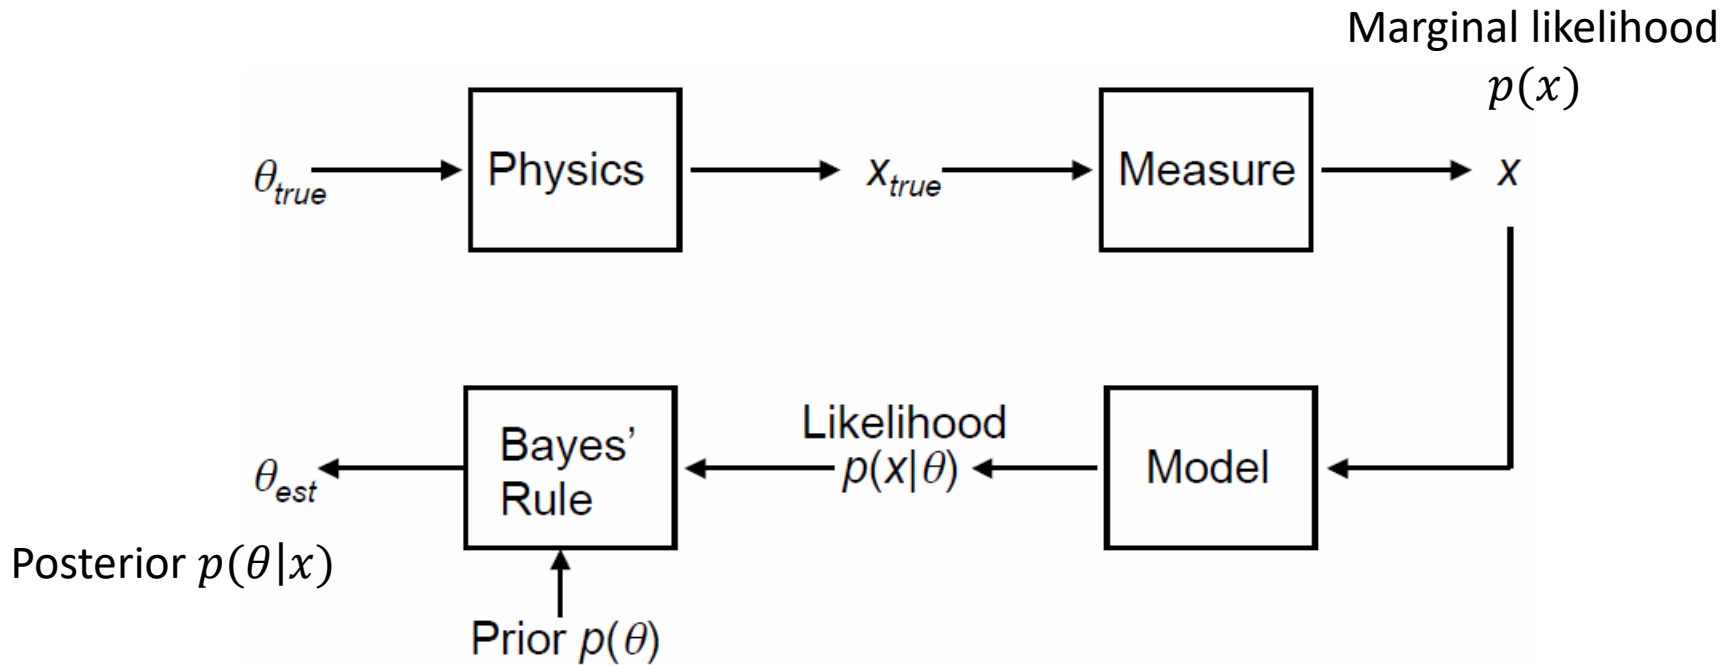 Marginal likelihood
p(x)
θtrue
Physics
xtrue
Measure
x
θest
Bayes’
Rule
Likelihood
p(x|θ)
Model
Posterior p(θ|x)
Prior p(θ)